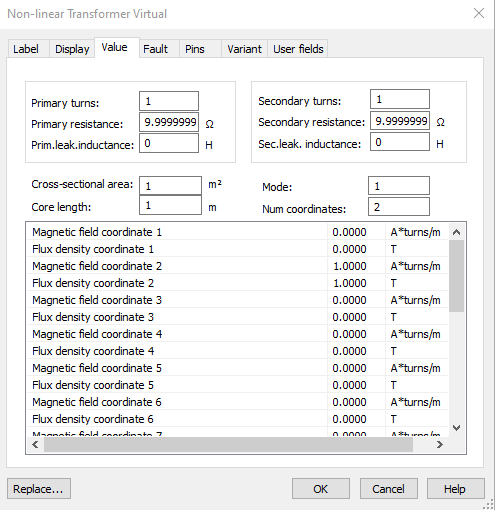 Non-linear Transformer Virtual
Label Display Value Fault Pins Variant User fields
Primary turns: 1
Primary resistance: 9.9999999 Ω
Prim.leak.inductance: 0 H
Secondary turns: 1
Secondary resistance: 9.9999999 Ω
Sec.leak. inductance: 0 H
Cross-sectional area: 1 m²
Core length: 1 m
Mode: 1
Num coordinates: 2
Magnetic field coordinate 1 0.0000 A*turns/m
Flux density coordinate 1 0.0000 T
Magnetic field coordinate 2 1.0000 A*turns/m
Flux density coordinate 2 1.0000 T
Magnetic field coordinate 3 0.0000 A*turns/m
Flux density coordinate 3 0.0000 T
Magnetic field coordinate 4 0.0000 A*turns/m
Flux density coordinate 4 0.0000 T
Magnetic field coordinate 5 0.0000 A*turns/m
Flux density coordinate 5 0.0000 T
Magnetic field coordinate 6 0.0000 A*turns/m
Flux density coordinate 6 0.0000 T
Magnetic field coordinate 7 0.0000 A*turns/m
Replace... OK Cancel Help